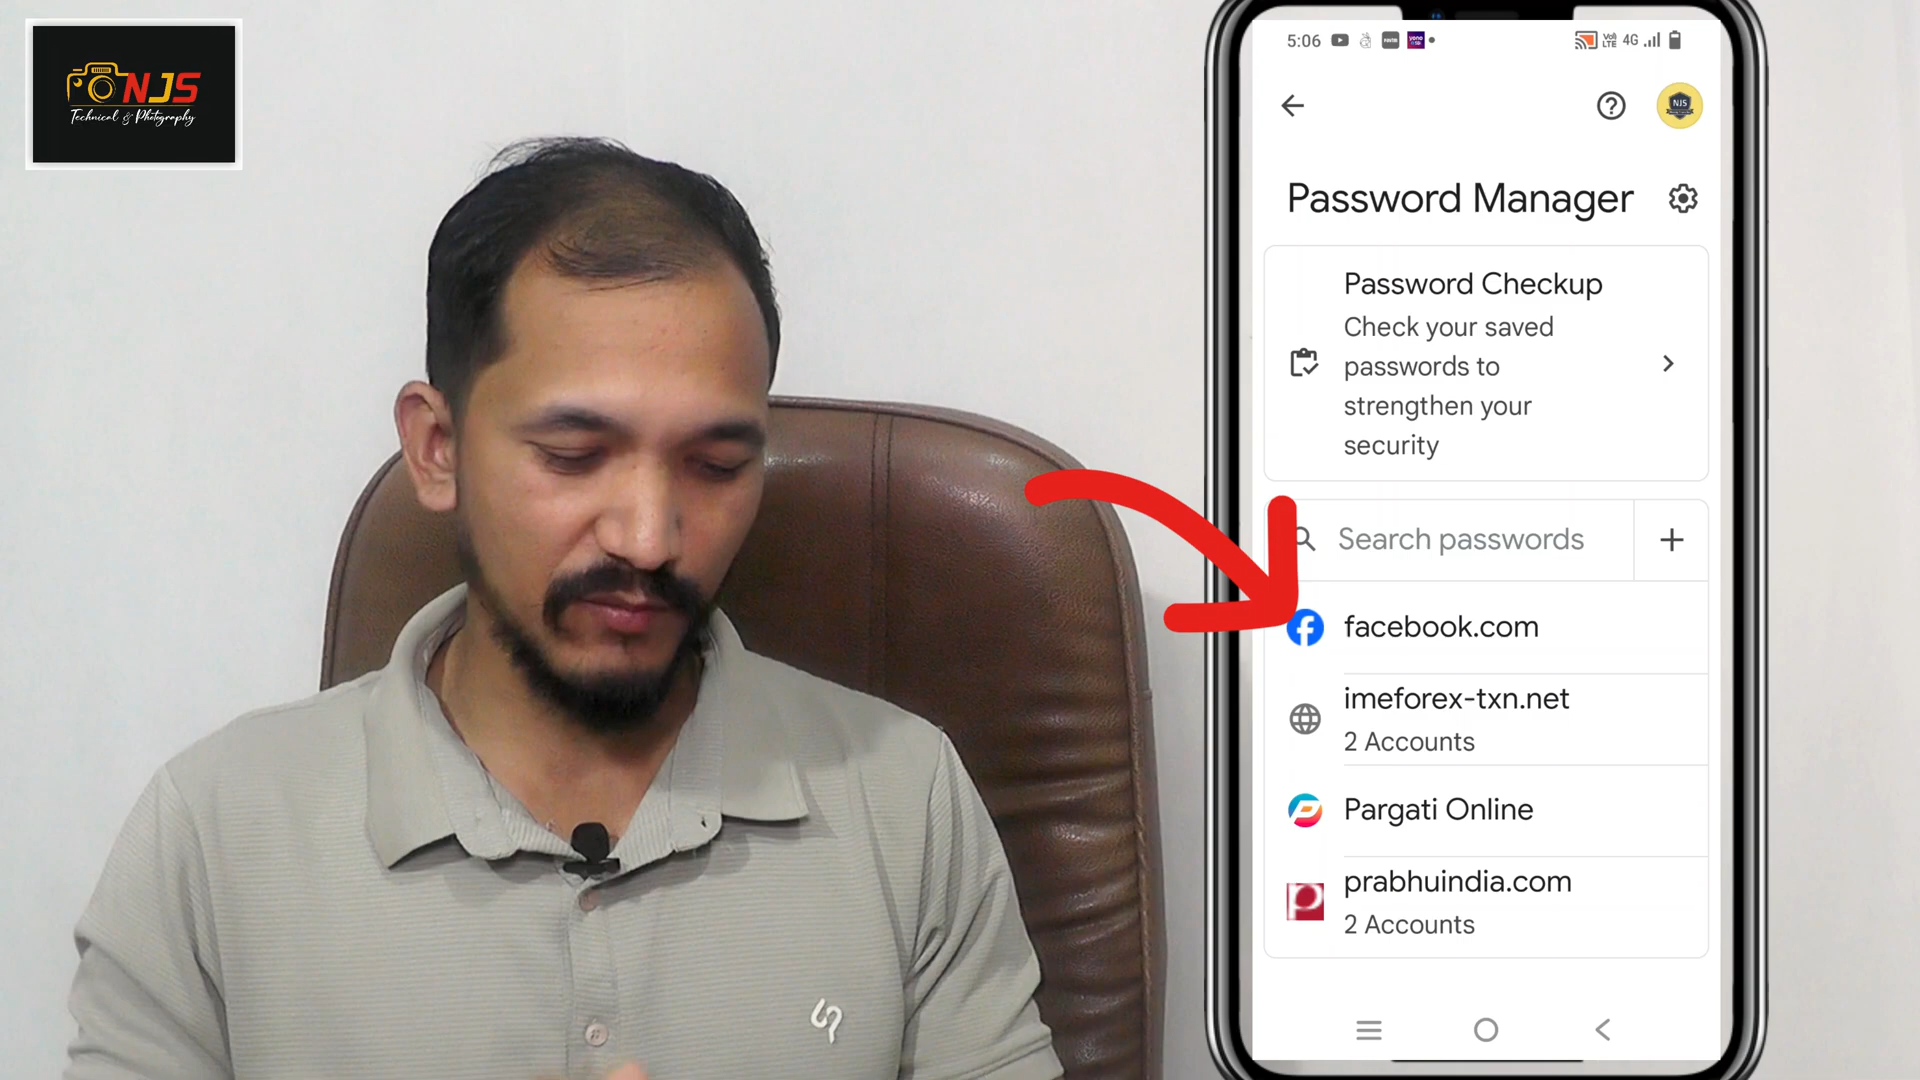 NJS
Technical & Photography
5:06
4G
NJS
Password Manager
Password Checkup
Check your saved
passwords to
strengthen your
security
Search passwords
facebook.com
imeforex-txn.net
2 Accounts
Pargati Online
prabhuindia.com
2 Accounts